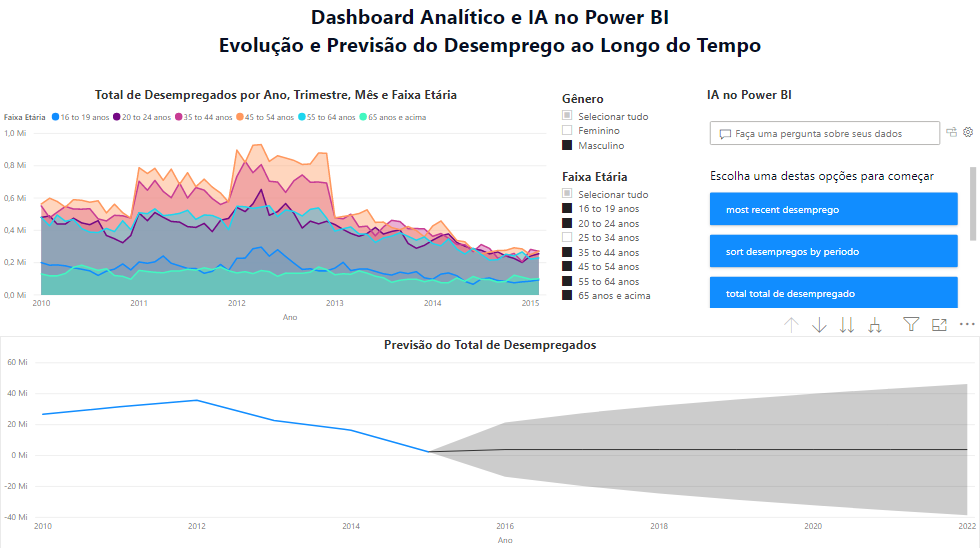 Dashboard Analítico e IA no Power BI
Evolução e Previsão do Desemprego ao Longo do Tempo
Total de Desempregados por Ano, Trimestre, Mês e Faixa Etária
Faixa Etária 16 to 19 anos 20 to 24 anos 35 to 44 anos 45 to 54 anos 55 to 64 anos 65 anos e acima
1,0 Mi
0,8 Mi
0,6 Mi
0,4 Mi
0,2 Mi
0,0 Mi
2010 2011 2012 2013 2014 2015
Ano
Gênero
Selecionar tudo
Feminino
Masculino
Faixa Etária
Selecionar tudo
16 to 19 anos
20 to 24 anos
25 to 34 anos
35 to 44 anos
45 to 54 anos
55 to 64 anos
65 anos e acima
IA no Power BI
Faça uma pergunta sobre seus dados
Escolha uma destas opções para começar
most recent desemprego
sort desempregos by periodo
total total de desempregado
Previsão do Total de Desempregados
60 Mi
40 Mi
20 Mi
0 Mi
-20 Mi
-40 Mi
2010 2012 2014 2016 2018 2020 2022
Ano